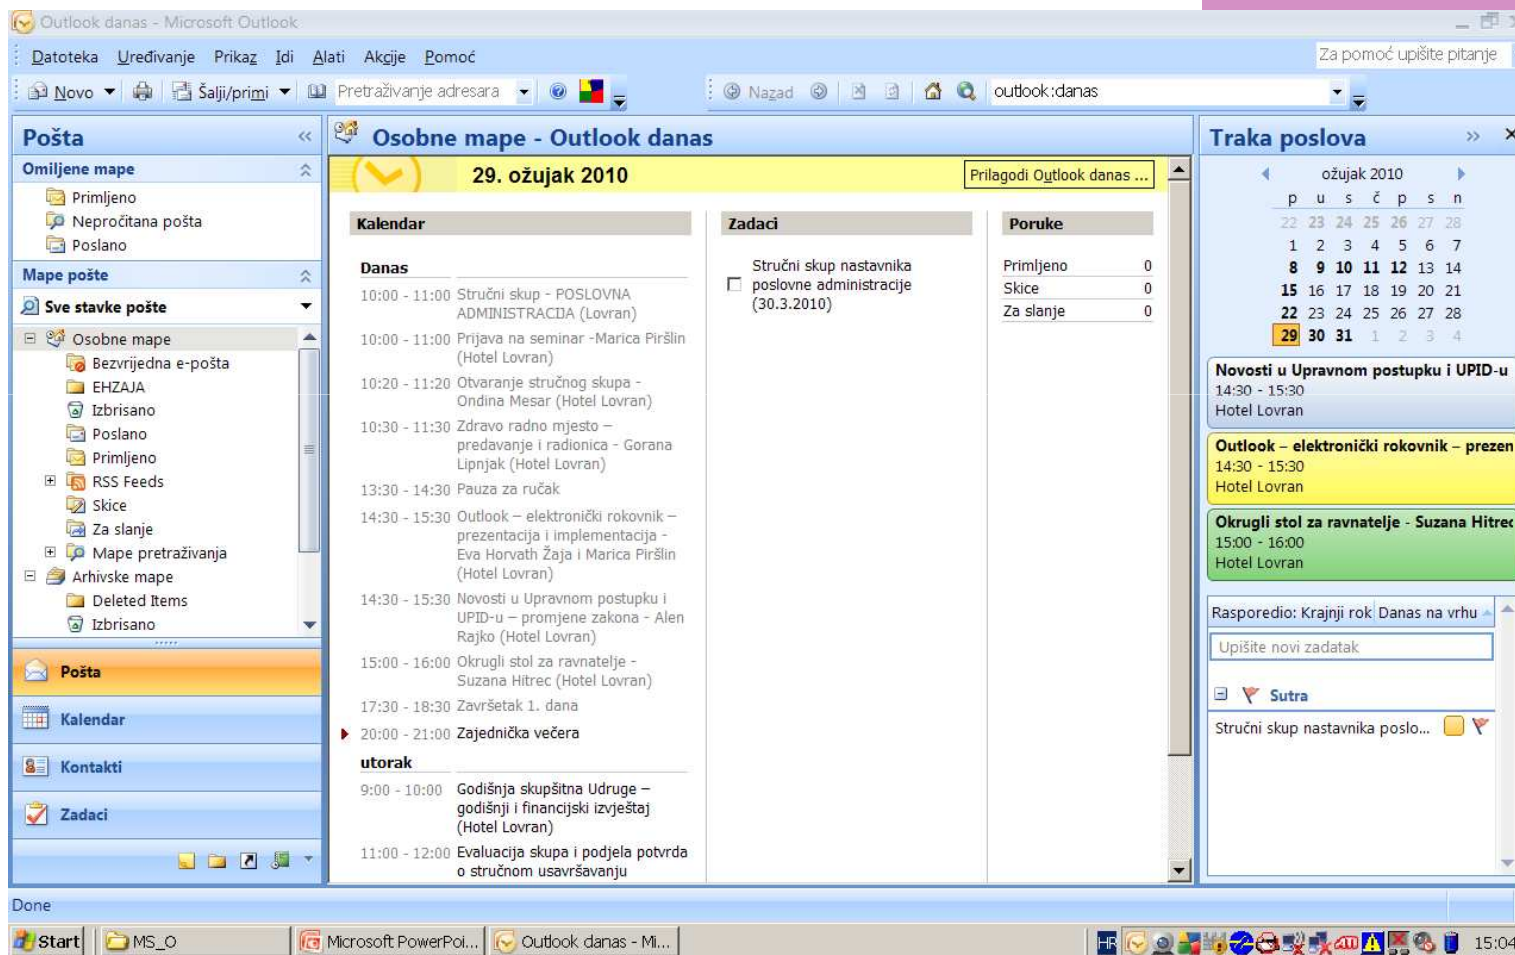 Outlook danas - Microsoft Outlook
Datoteka Uređivanje Prikaz Idi Alati Akcije Pomoć
Za pomoć upišite pitanje
Novo Šalji/primi Pretraživanje adresara
Nazad outlook:danas
Pošta
Omiljene mape
Primljeno
Nepročitana pošta
Poslano
Mape pošte
Sve stavke pošte
Osobne mape
Bezvrijedna e-pošta
EHZAJA
Izbrisano
Poslano
Primljeno
RSS Feeds
Skice
Za slanje
Mape pretraživanja
Arhivske mape
Deleted Items
Izbrisano
Pošta
Kalendar
Kontakti
Zadaci
Osobne mape - Outlook danas
29. ožujak 2010
Prilagodi Outlook danas ...
Kalendar
Danas
10:00 - 11:00 Stručni skup - POSLOVNA
ADMINISTRACIJA (Lovran)
10:00 - 11:00 Prijava na seminar -Marica Piršlin
(Hotel Lovran)
10:20 - 11:20 Otvaranje stručnog skupa -
Ondina Mesar (Hotel Lovran)
10:30 - 11:30 Zdravo radno mjesto –
predavanje i radionica - Gorana
Lipnjak (Hotel Lovran)
13:30 - 14:30 Pauza za ručak
14:30 - 15:30 Outlook – elektronički rokovnik –
prezentacija i implementacija -
Eva Horvath Žaja i Marica Piršlin
(Hotel Lovran)
14:30 - 15:30 Novosti u Upravnom postupku i
UPID-u – promjene zakona - Alen
Rajko (Hotel Lovran)
15:00 - 16:00 Okrugli stol za ravnatelje -
Suzana Hitrec (Hotel Lovran)
17:30 - 18:30 Završetak 1. dana
20:00 - 21:00 Zajednička večera
utorak
9:00 - 10:00 Godišnja skupšitna Udruge –
godišnji i financijski izvještaj
(Hotel Lovran)
11:00 - 12:00 Evaluacija skupa i podjela potvrda
o stručnom usavršavanju
Zadaci
Stručni skup nastavnika
poslovne administracije
(30.3.2010)
Poruke
Primljeno 0
Skice 0
Za slanje 0
Traka poslova
ožujak 2010
p u s č p s n
22 23 24 25 26 27 28
1 2 3 4 5 6 7
8 9 10 11 12 13 14
15 16 17 18 19 20 21
22 23 24 25 26 27 28
29 30 31 1 2 3 4
Novosti u Upravnom postupku i UPID-u
14:30 - 15:30
Hotel Lovran
Outlook – elektronički rokovnik – prezen
14:30 - 15:30
Hotel Lovran
Okrugli stol za ravnatelje - Suzana Hitrec
15:00 - 16:00
Hotel Lovran
Rasporedio: Krajnji rok Danas na vrhu
Upišite novi zadatak
Sutra
Stručni skup nastavnika poslo...
Done
Start MS_O Microsoft PowerPoi... Outlook danas - Mi... HR 15:04